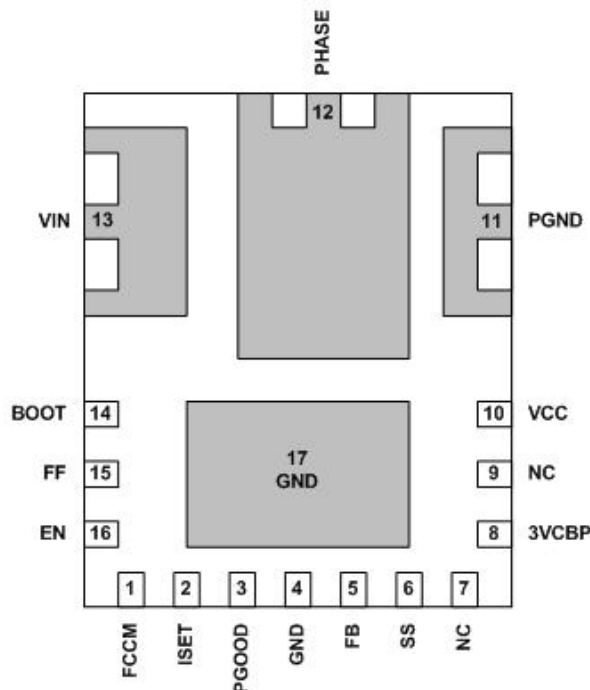 PHASE
12
VIN
13
11
PGND
BOOT
14
10
VCC
17
GND
FF
15
9
NC
EN
16
8
3VCBP
1
2
3
4
5
6
7
FCCM
ISET
PGOOD
GND
FB
SS
NC